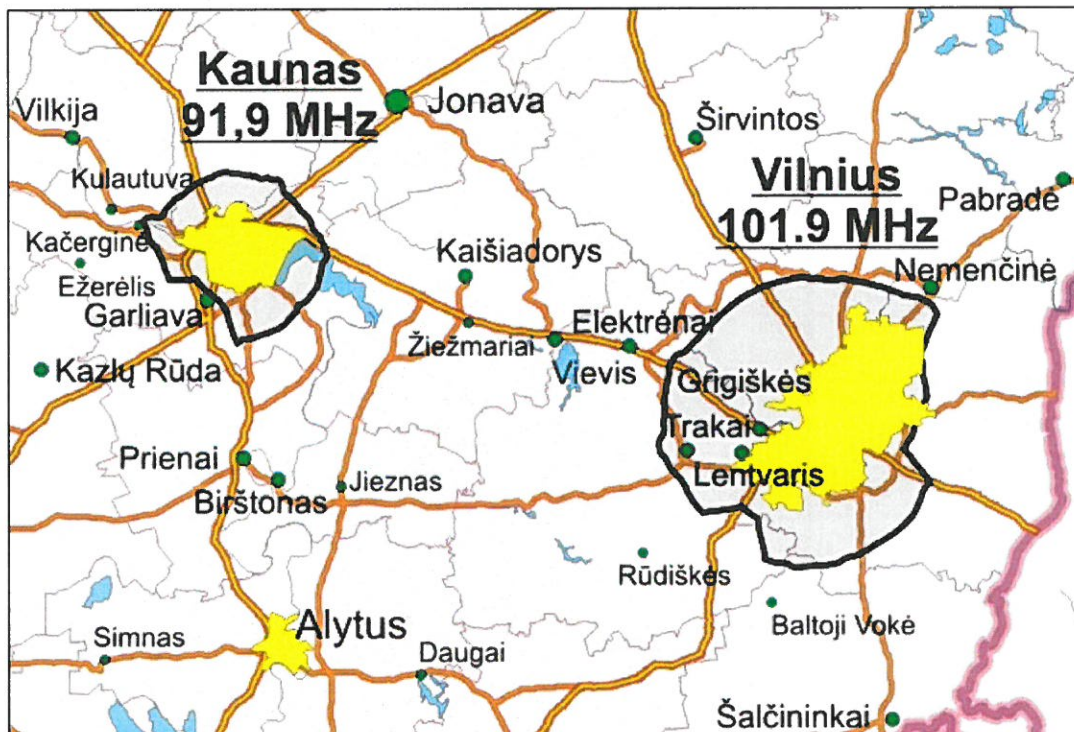 Kaunas
91,9 MHz
Jonava
Vilkija
Širvintos
Kulautuva
Vilnius
101.9 MHz
Pabradė
Kačerginė
Kaišiadorys
Nemenčinė
Ežerėlis
Garliava
Elektrėnai
Žiežmariai
Vievis
Kazlų Rūda
Grigiškės
Trakai
Prienai
Lentvaris
Birštonas
Jieznas
Rūdiškės
Baltoji Vokė
Alytus
Simnas
Daugai
Šalčininkai